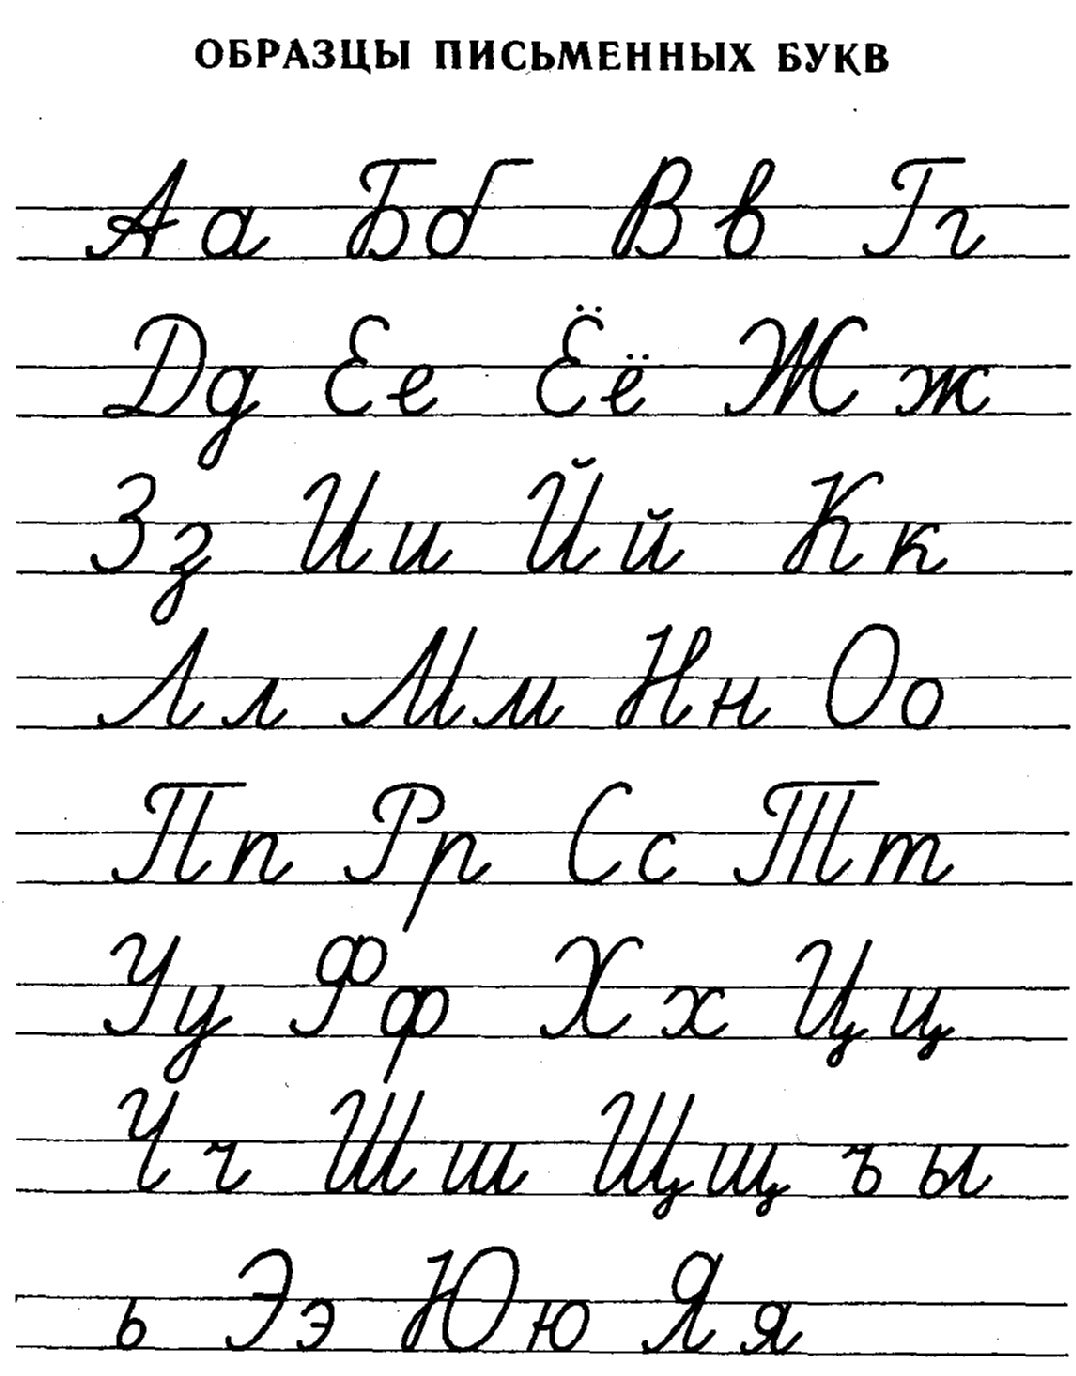 ОБРАЗЦЫ ПИСЬМЕННЫХ БУКВ
Аа Бб Вв Гг
Дд Ее Ёё Жж
Зз Ии Йй Кк
Лл Мм Нн Оо
Пп Рр Сс Тт
Уу Фф Хх Цц
Чч Шш Щщ ъ ы
ь Ээ Юю Яя